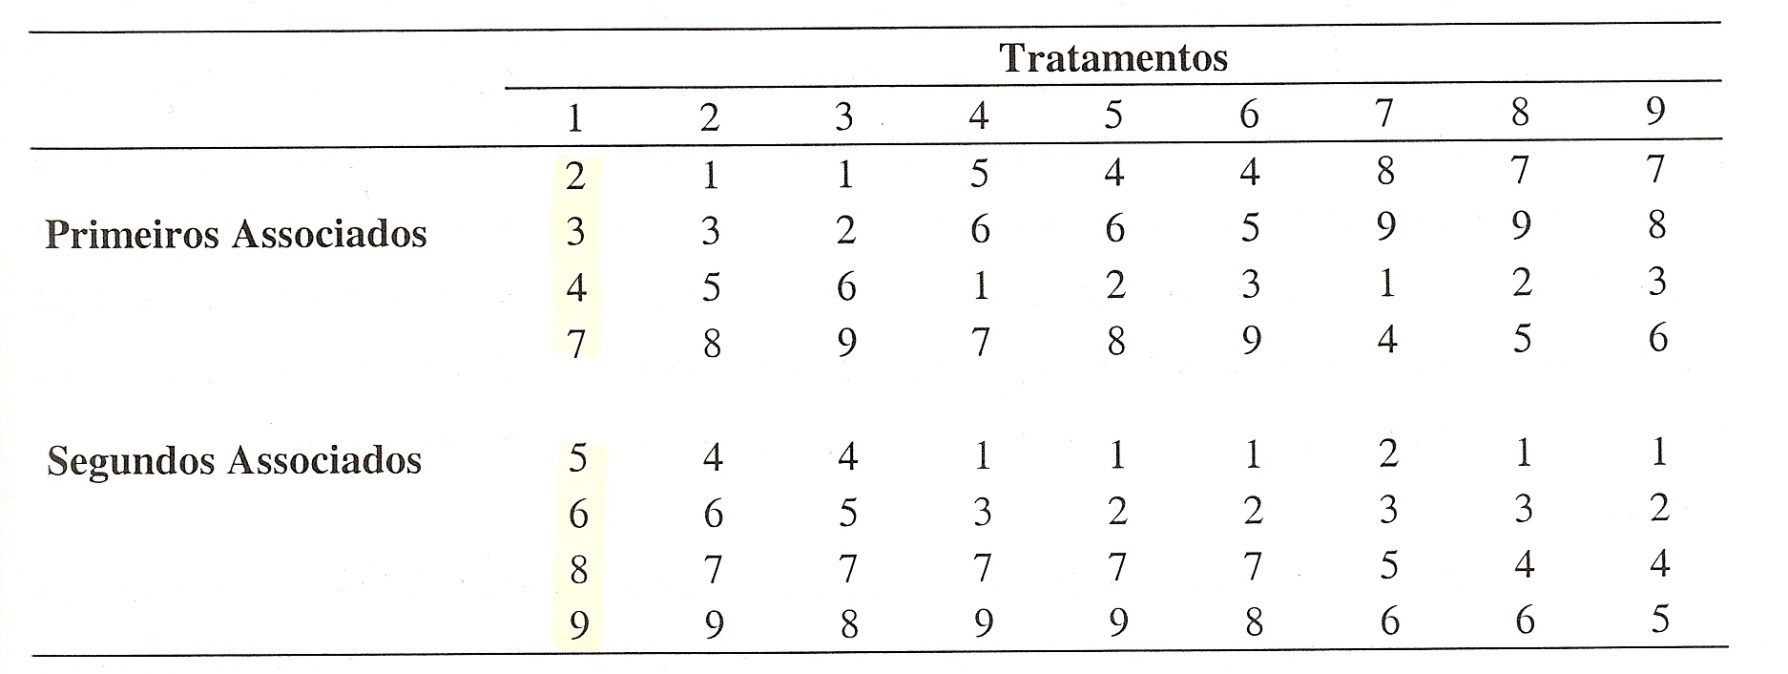 Tratamentos
1 2 3 4 5 6 7 8 9
2 1 1 5 4 4 8 7 7
Primeiros Associados 3 3 2 6 6 5 9 9 8
4 5 6 1 2 3 1 2 3
7 8 9 7 8 9 4 5 6
Segundos Associados 5 4 4 1 1 1 2 1 1
6 6 5 3 2 2 3 3 2
8 7 7 7 7 7 5 4 4
9 9 8 9 9 8 6 6 5